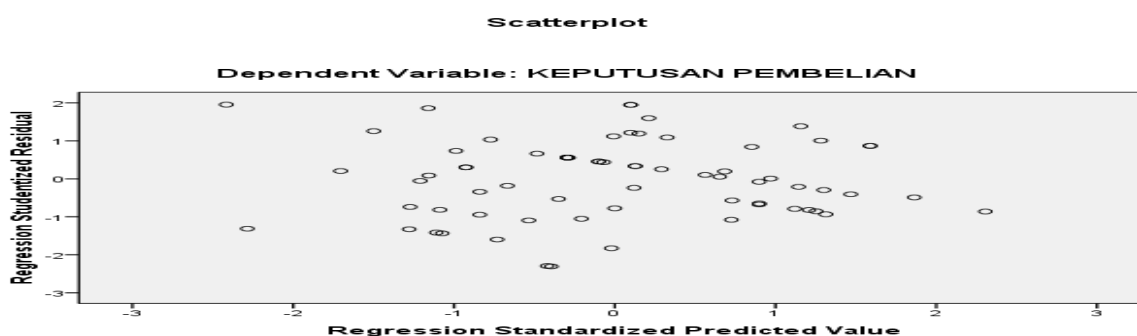 Scatterplot
Dependent Variable: KEPUTUSAN PEMBELIAN
Regression Studentized Residual
2
1
0
-1
-2
-3
-3 -2 -1 0 1 2 3
Regression Standardized Predicted Value